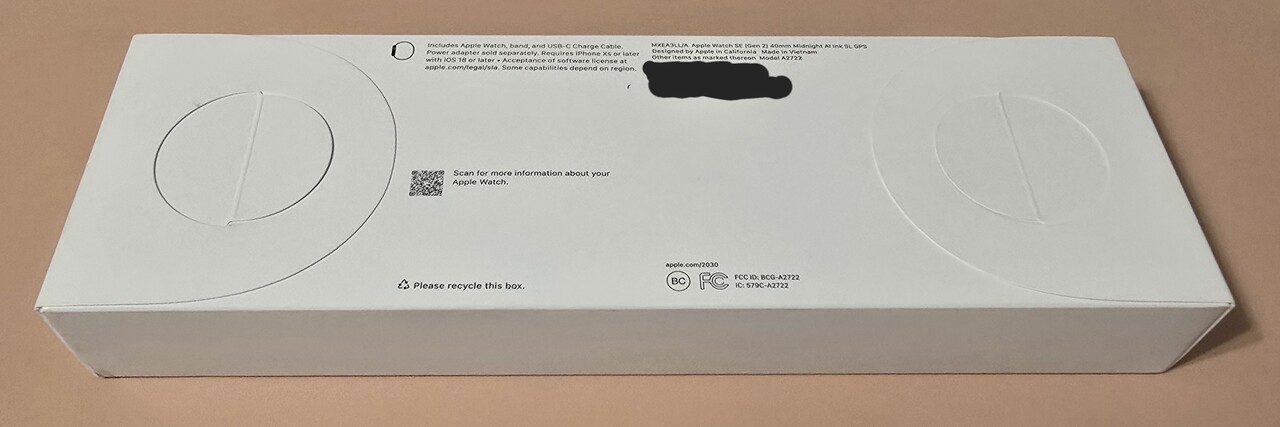 Includes Apple Watch, band, and USB-C Charge Cable.
Power adapter sold separately. Requires iPhone Xs or later
with iOS 18 or later • Acceptance of software license at
apple.com/legal/sla. Some capabilities depend on region.
MXEA3LL/A Apple Watch SE (Gen 2) 40mm Midnight Al Ink SL GPS
Designed by Apple in California Made in Vietnam
Other items as marked thereon Model A2722
Scan for more information about your
Apple Watch.
Please recycle this box.
apple.com/2030
BC FC
FCC ID: BCG-A2722
IC: 579C-A2722